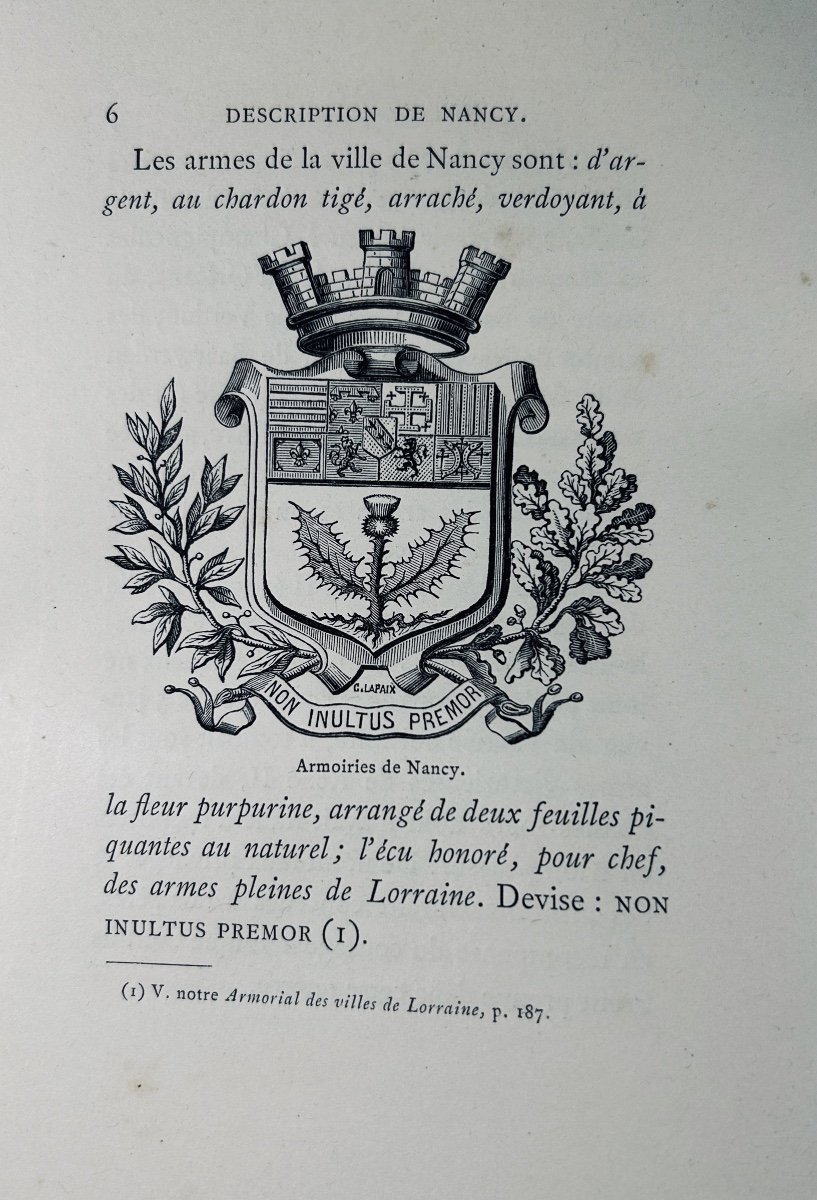 6 DESCRIPTION DE NANCY.
Les armes de la ville de Nancy sont : d'ar-
gent, au chardon tigé, arraché, verdoyant, à
C. LAPAIX
NON INULTUS PREMOR
Armoiries de Nancy.
la fleur purpurine, arrangé de deux feuilles pi-
quantes au naturel ; l'écu honoré, pour chef,
des armes pleines de Lorraine. Devise : NON
INULTUS PREMOR (1).
(1) V. notre Armorial des villes de Lorraine, p. 187.